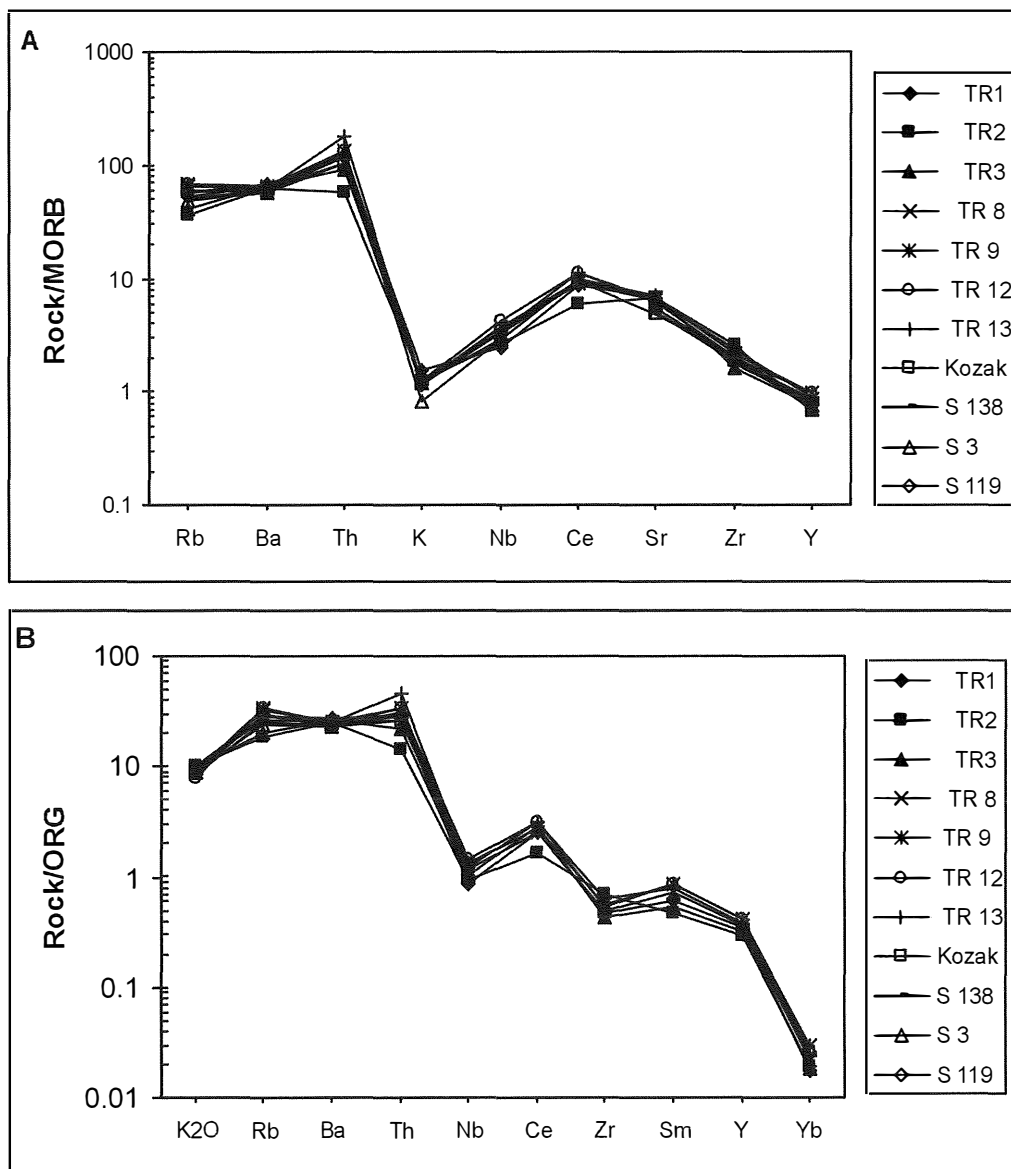 A
1000
100
10
1
0.1
Rock/MORB
Rb Ba Th K Nb Ce Sr Zr Y
TR1
TR2
TR3
TR 8
TR 9
TR 12
TR 13
Kozak
S 138
S 3
S 119
B
100
10
1
0.1
0.01
Rock/ORG
K2O Rb Ba Th Nb Ce Zr Sm Y Yb
TR1
TR2
TR3
TR 8
TR 9
TR 12
TR 13
Kozak
S 138
S 3
S 119